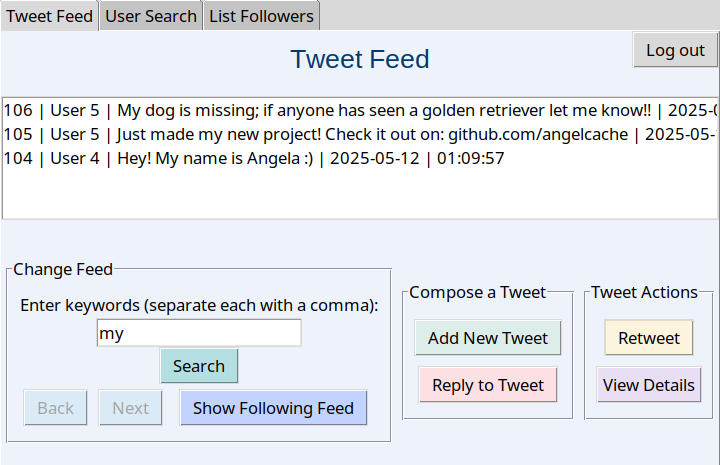 Tweet Feed User Search List Followers
Tweet Feed
Log out
106 | User 5 | My dog is missing; if anyone has seen a golden retriever let me know!! | 2025-0
105 | User 5 | Just made my new project! Check it out on: github.com/angelcache | 2025-05-
104 | User 4 | Hey! My name is Angela :) | 2025-05-12 | 01:09:57
Change Feed
Enter keywords (separate each with a comma):
my
Search
Back Next Show Following Feed
Compose a Tweet
Add New Tweet
Reply to Tweet
Tweet Actions
Retweet
View Details